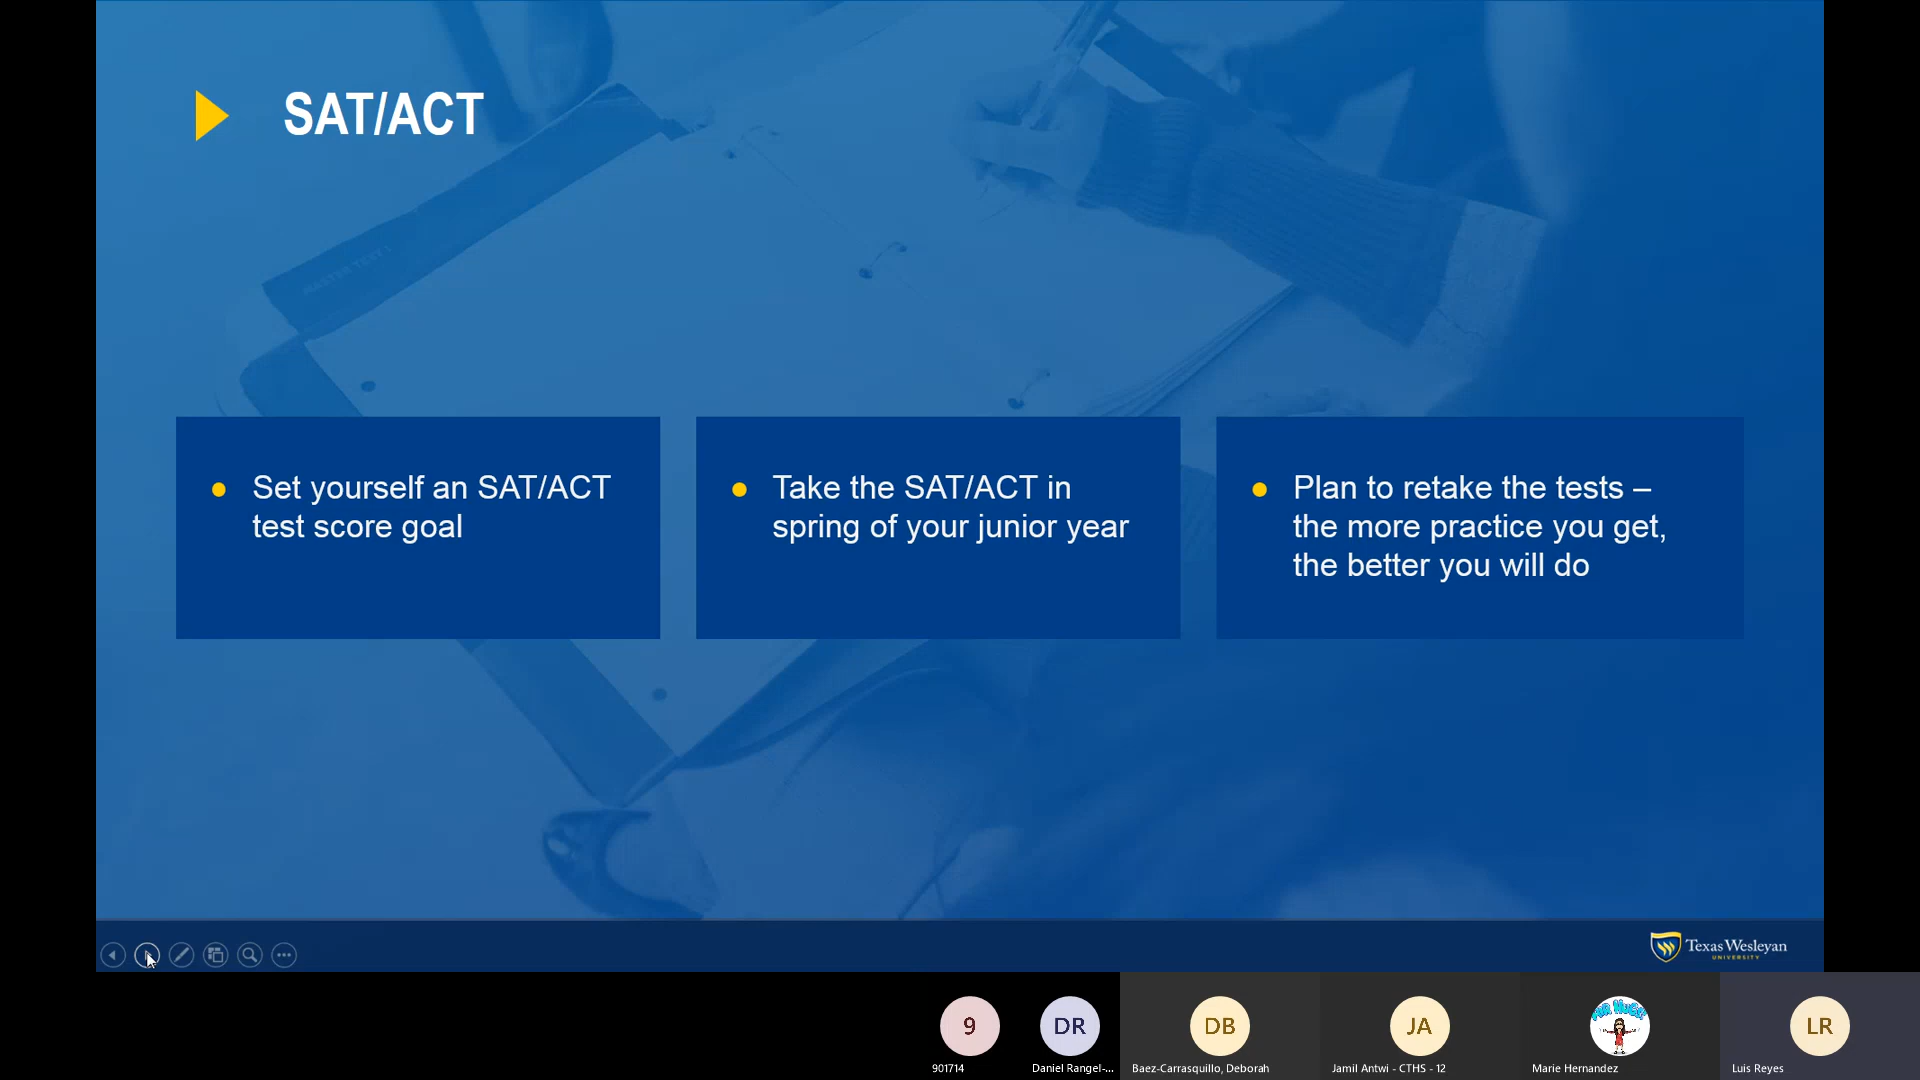 SAT/ACT
Set yourself an SAT/ACT
test score goal
Take the SAT/ACT in
spring of your junior year
Plan to retake the tests –
the more practice you get,
the better you will do
Texas Wesleyan
UNIVERSITY
9
DR
DB
JA
LR
901714
Daniel Rangel-...
Baez-Carrasquillo, Deborah
Jamil Antwi - CTHS - 12
Marie Hernandez
Luis Reyes